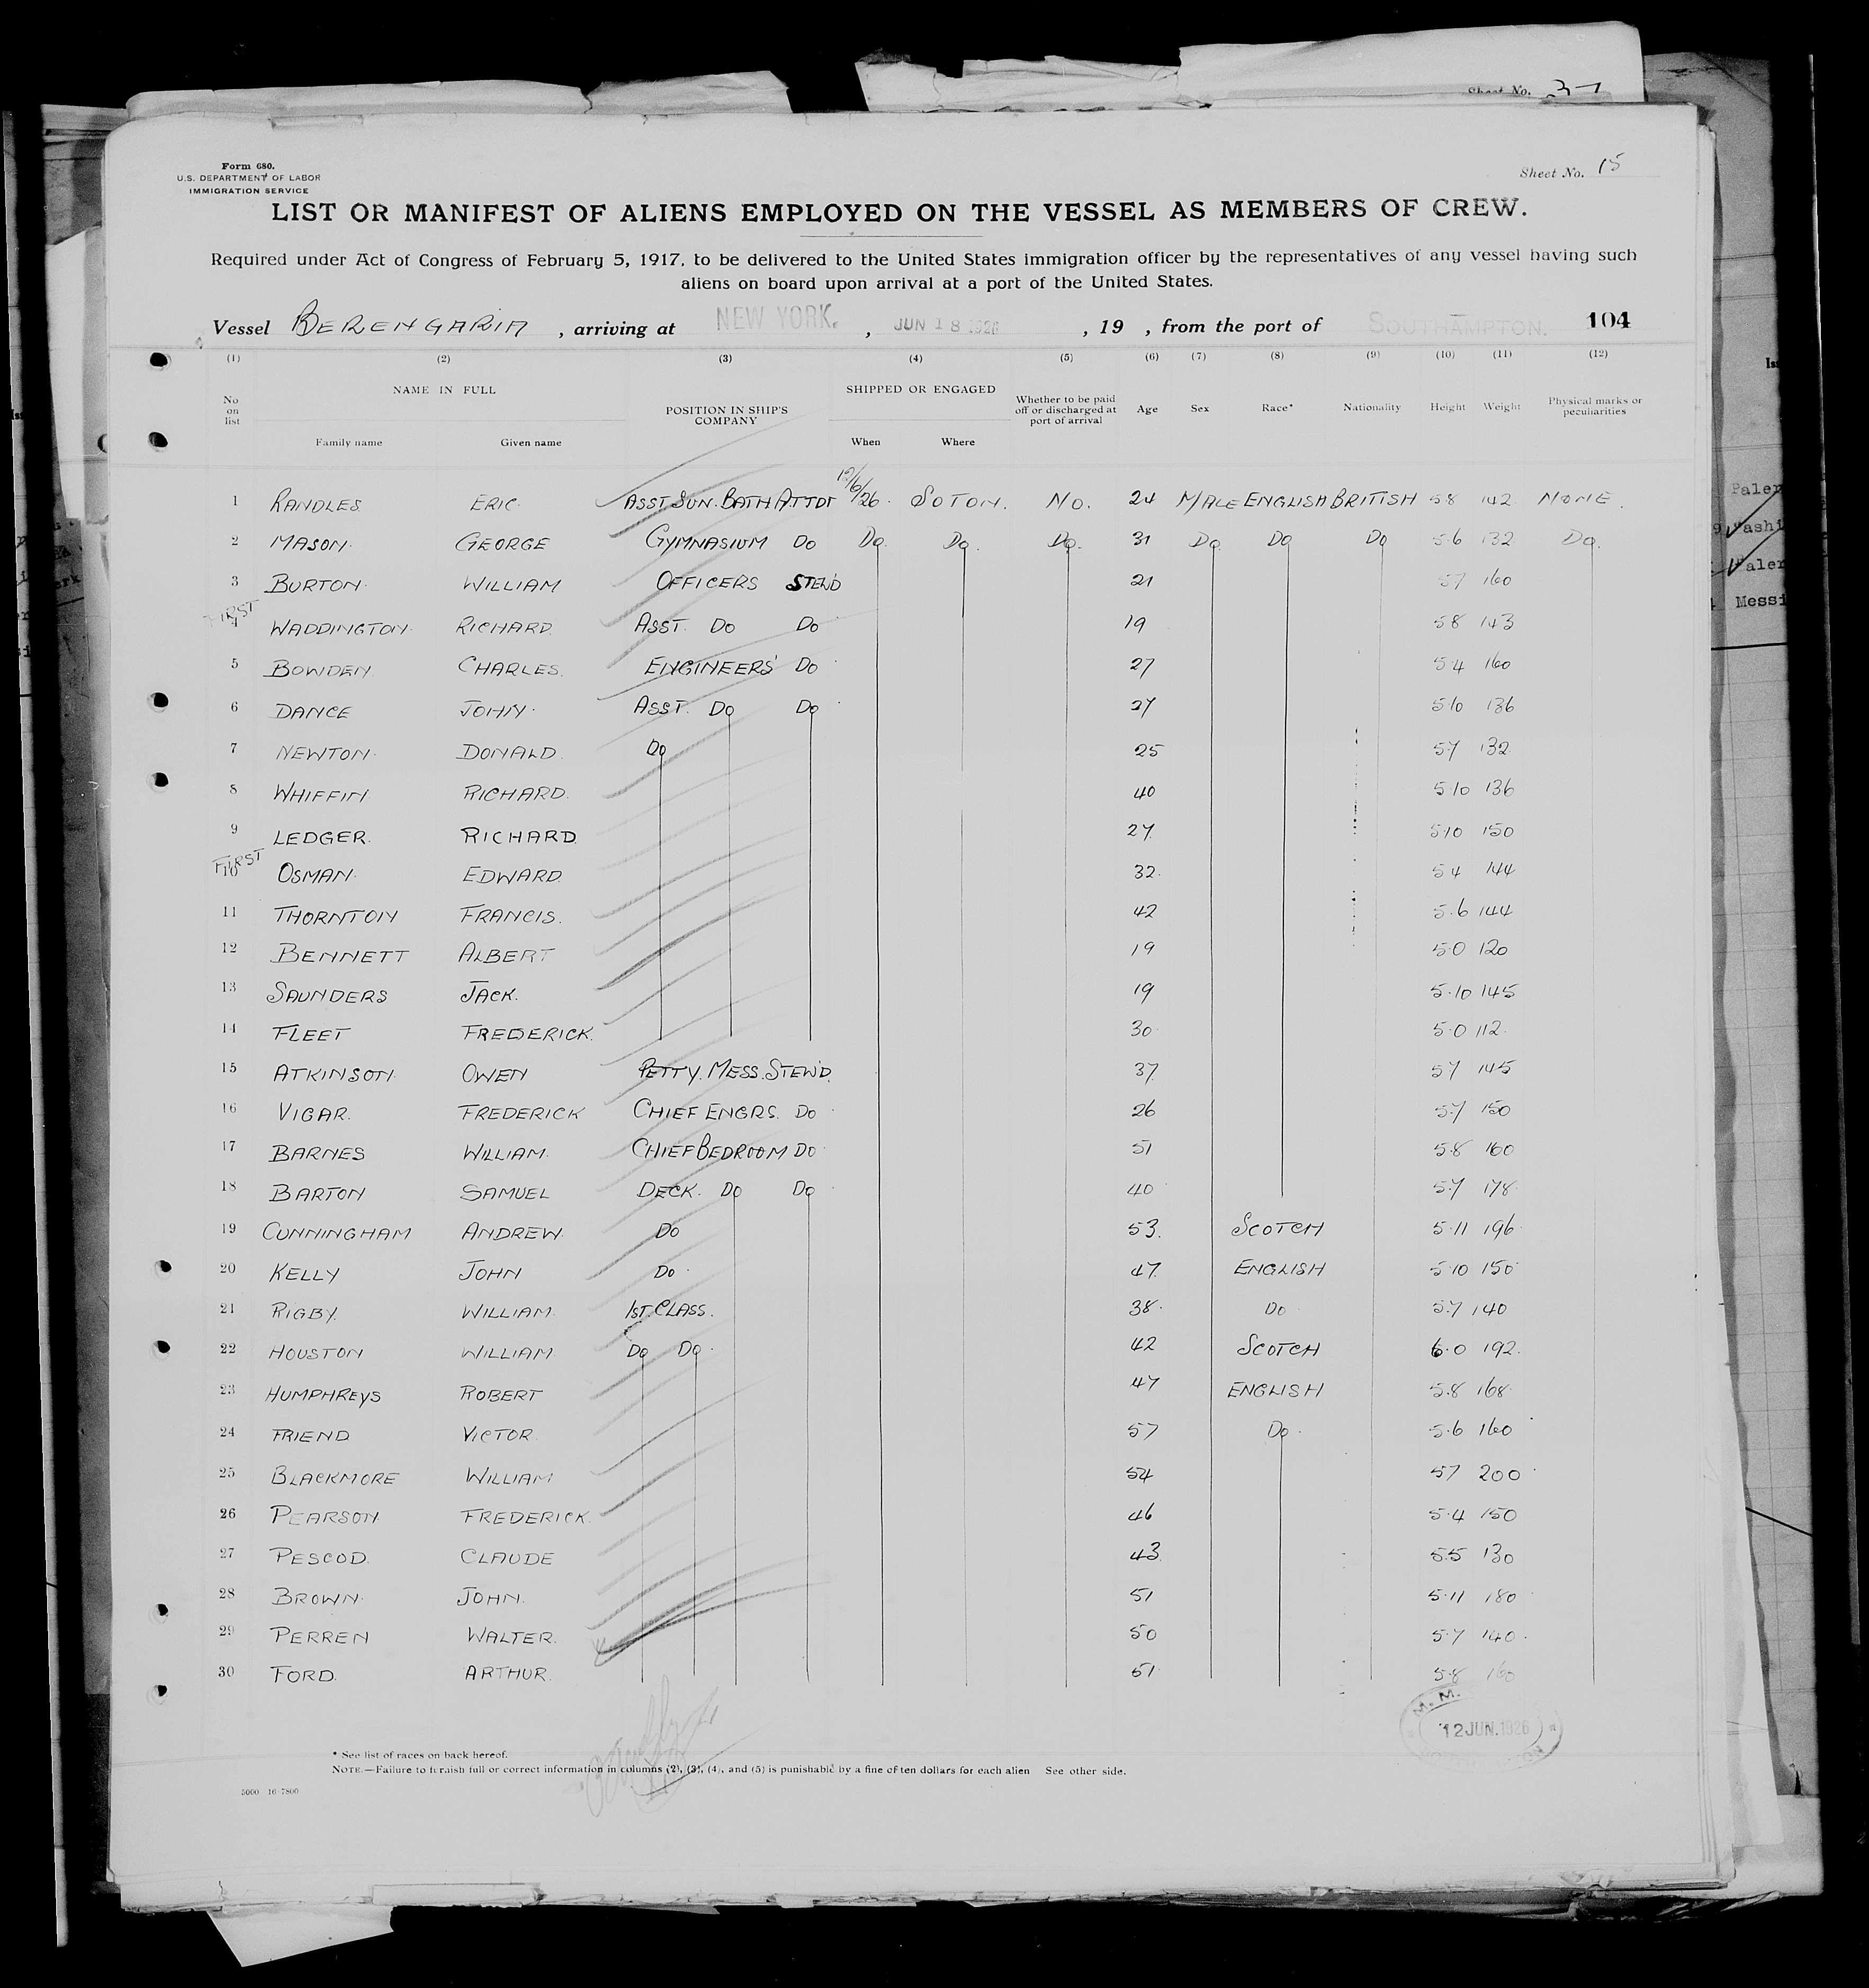 Sheet No. 37
Form 680.
U.S. DEPARTMENT OF LABOR
IMMIGRATION SERVICE
Sheet No. 15
LIST OR MANIFEST OF ALIENS EMPLOYED ON THE VESSEL AS MEMBERS OF CREW.
Required under Act of Congress of February 5, 1917, to be delivered to the United States immigration officer by the representatives of any vessel having such
aliens on board upon arrival at a port of the United States.
Vessel BERENGARIA , arriving at NEW YORK. , JUN 18 1926 , 19 , from the port of SOUTHAMPTON. 104
(1) (2) (3) (4) (5) (6) (7) (8) (9) (10) (11) (12)
No on list NAME IN FULL POSITION IN SHIP'S COMPANY SHIPPED OR ENGAGED Whether to be paid off or discharged at port of arrival Age Sex Race* Nationality Height Weight Physical marks or peculiarities
Family name Given name When Where
1 RANDLES ERIC. ASST SUN. BATH ATTDT 12/6/26. SOTON. NO. 24 MALE ENGLISH BRITISH 5 8 142 NONE.
2 MASON. GEORGE GYMNASIUM DO DO. DO. DO. 31 DO DO DO 5.6 132 DO.
3 BURTON. WILLIAM OFFICERS STEWD 21 5.7 160
FIRST
4 WADDINGTON. RICHARD. ASST. DO DO 19 5.8 143
5 BOWDEN. CHARLES. ENGINEERS' DO 27 5.4 160
6 DANCE JOHN. ASST. DO DO 27 5.10 136
7 NEWTON. DONALD. DO 25 5.7 132
8 WHIFFIN RICHARD. 40 5.10 136
9 LEDGER. RICHARD. 27. 5.10 150
FIRST
10 OSMAN. EDWARD. 32. 5.4 144
11 THORNTON FRANCIS. 42 5.6 144
12 BENNETT ALBERT 19 5.0 120
13 SAUNDERS JACK. 19 5.10 145
14 FLEET FREDERICK. 30 5.0 112
15 ATKINSON. OWEN PETTY. MESS. STEWD. 37. 5.7 145
16 VIGAR. FREDERICK CHIEF ENGRS. DO 26 5.7 150
17 BARNES WILLIAM. CHIEF BEDROOM DO 51 5.8 160
18 BARTON SAMUEL DECK. DO DO 40 5.7 178
19 CUNNINGHAM ANDREW. DO 53. SCOTCH 5.11 196
20 KELLY JOHN DO. 47. ENGLISH 5.10 150
21 RIGBY. WILLIAM. 1ST. CLASS. 38. DO 5.7 140
22 HOUSTON WILLIAM. DO DO. 42 SCOTCH 6.0 192.
23 HUMPHREYS ROBERT 47 ENGLISH 5.8 168
24 FRIEND VICTOR. 57 DO. 5.6 160
25 BLACKMORE WILLIAM 54 5.7 200
26 PEARSON. FREDERICK. 46 5.4 150
27 PESCOD. CLAUDE 43. 5.5 130
28 BROWN. JOHN. 51 5.11 180
29 PERREN WALTER. 50 5.7 140.
30 FORD. ARTHUR. 51 5.8 160
M. M.
12 JUN. 1926
* See list of races on back hereof.
NOTE.—Failure to furnish full or correct information in columns (2), (3), (4), and (5) is punishable by a fine of ten dollars for each alien See other side.
5000 16 7800
Messi